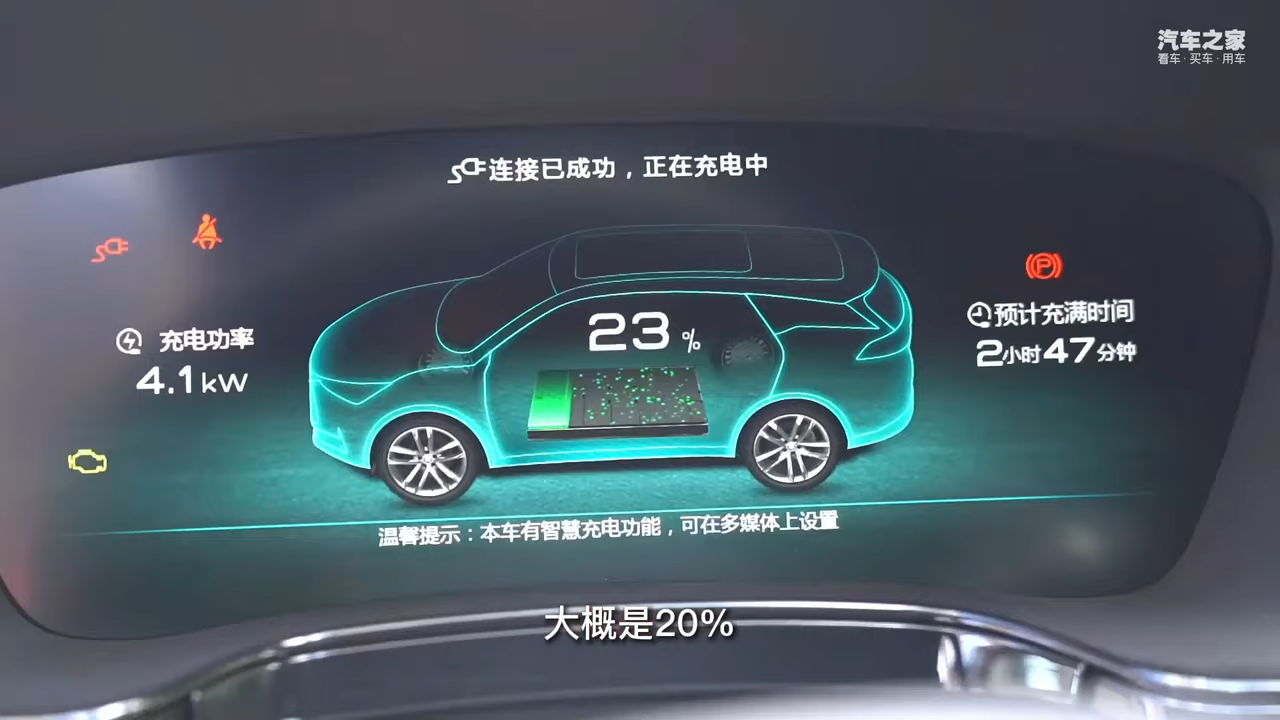 汽车之家
看车·买车·用车
连接已成功，正在充电中
充电功率
4.1kW
23%
预计充满时间
2小时47分钟
温馨提示：本车有智慧充电功能，可在多媒体上设置
大概是20%